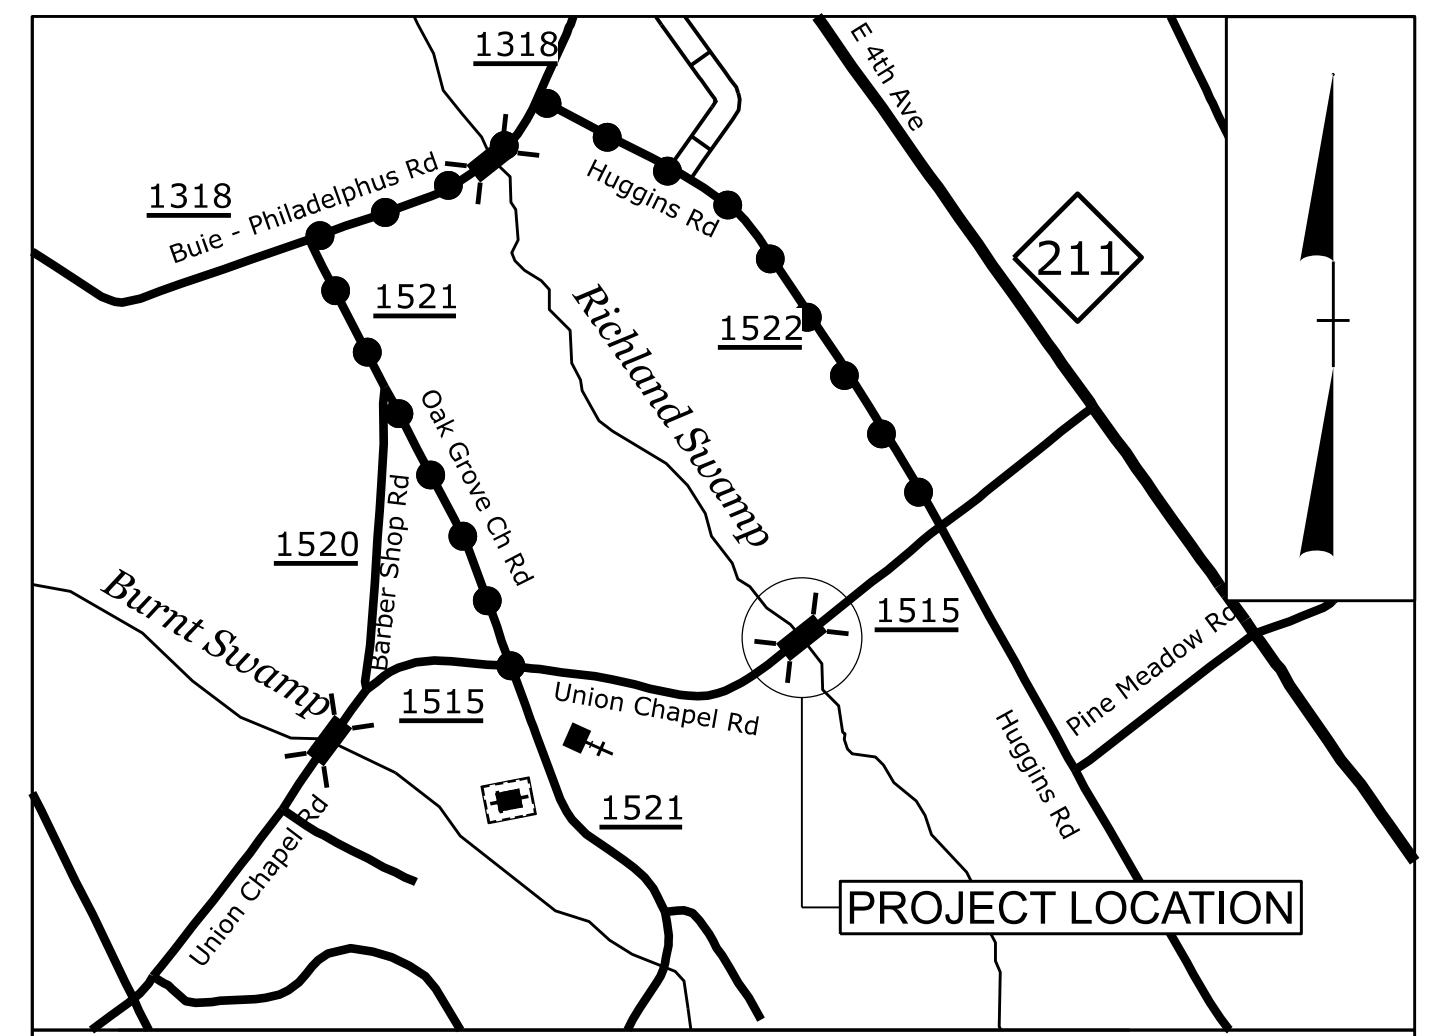 1318
E 4th Ave
1318
Buie - Philadelphus Rd
Huggins Rd
211
1521
1522
Richland Swamp
Oak Grove Ch Rd
Barber Shop Rd
1520
Burnt Swamp
1515
Pine Meadow Rd
1515
Union Chapel Rd
Huggins Rd
1521
Union Chapel Rd
PROJECT LOCATION